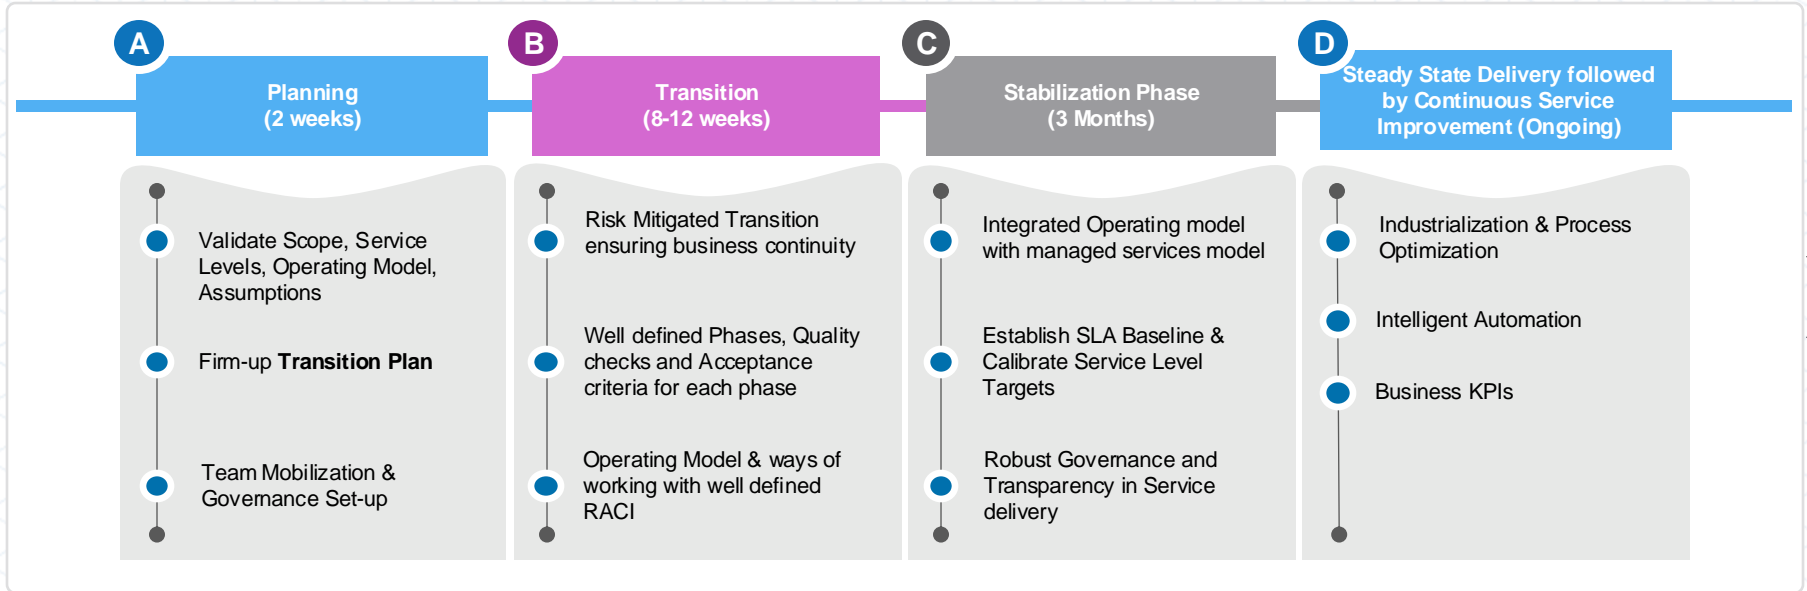 A
Planning
(2 weeks)
Validate Scope, Service
Levels, Operating Model,
Assumptions
Firm-up Transition Plan
Team Mobilization &
Governance Set-up
B
Transition
(8-12 weeks)
Risk Mitigated Transition
ensuring business continuity
Well defined Phases, Quality
checks and Acceptance
criteria for each phase
Operating Model & ways of
working with well defined
RACI
C
Stabilization Phase
(3 Months)
Integrated Operating model
with managed services model
Establish SLA Baseline &
Calibrate Service Level
Targets
Robust Governance and
Transparency in Service
delivery
D
Steady State Delivery followed
by Continuous Service
Improvement (Ongoing)
Industrialization & Process
Optimization
Intelligent Automation
Business KPIs